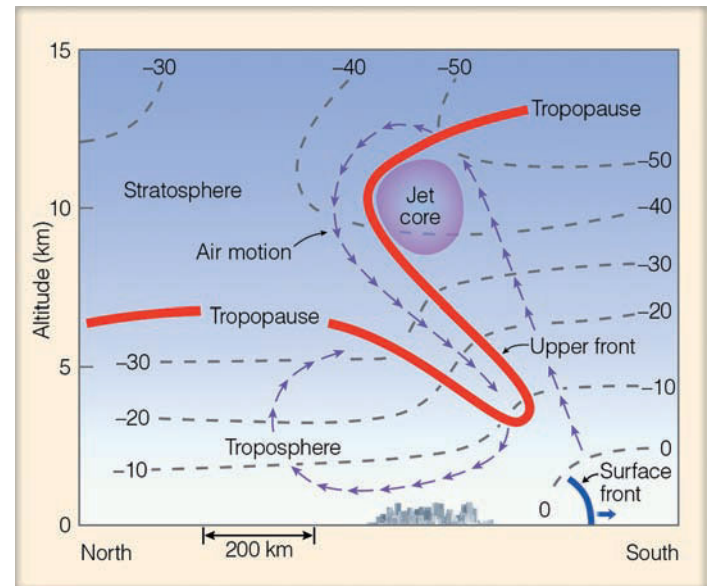 15
–30
–40
–50
Tropopause
–50
Stratosphere
10
Jet
core
–40
Air motion
Altitude (km)
–30
Tropopause
–20
Upper front
5
–30
–10
–20
Troposphere
0
–10
Surface
front
0
0
North
200 km
South